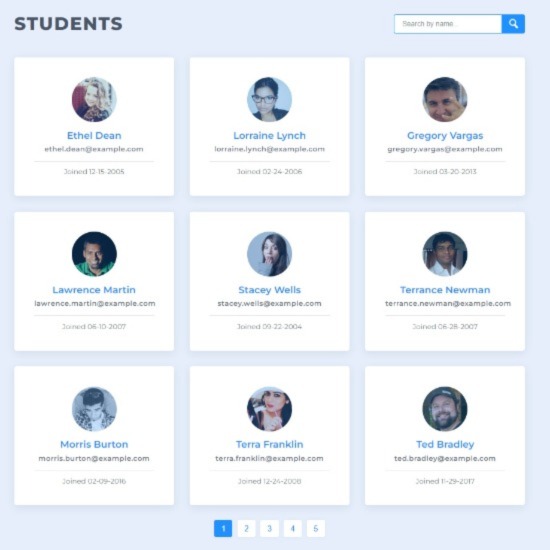 STUDENTS
Search by name...
Ethel Dean
ethel.dean@example.com
Joined 12-15-2005
Lorraine Lynch
lorraine.lynch@example.com
Joined 02-24-2006
Gregory Vargas
gregory.vargas@example.com
Joined 03-20-2013
Lawrence Martin
lawrence.martin@example.com
Joined 06-10-2007
Stacey Wells
stacey.wells@example.com
Joined 09-22-2004
Terrance Newman
terrance.newman@example.com
Joined 06-28-2007
Morris Burton
morris.burton@example.com
Joined 02-09-2016
Terra Franklin
terra.franklin@example.com
Joined 12-24-2008
Ted Bradley
ted.bradley@example.com
Joined 11-29-2017
1 2 3 4 5